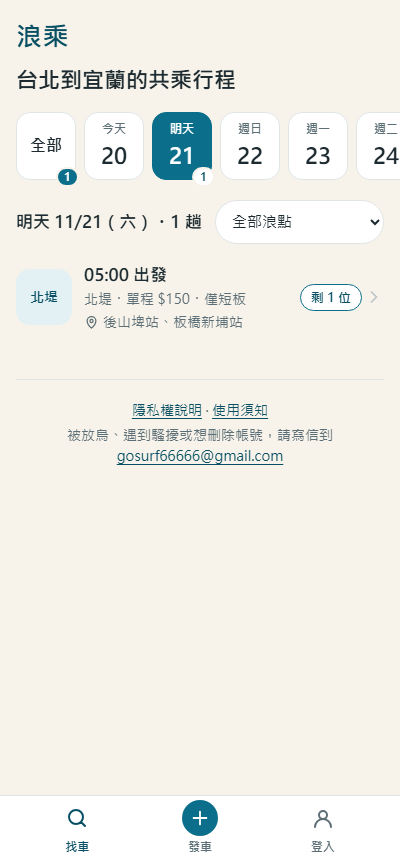 浪乘
台北到宜蘭的共乘行程
全部
1
今天
20
明天
21
1
週日
22
週一
23
週二
24
明天 11/21（六）· 1 趟
全部浪點
北堤
05:00 出發
北堤 · 單程 $150 · 僅短板
後山埤站、板橋新埔站
剩 1 位
隱私權說明 · 使用須知
被放鳥、遇到騷擾或想刪除帳號，請寫信到
gosurf66666@gmail.com
找車
發車
登入